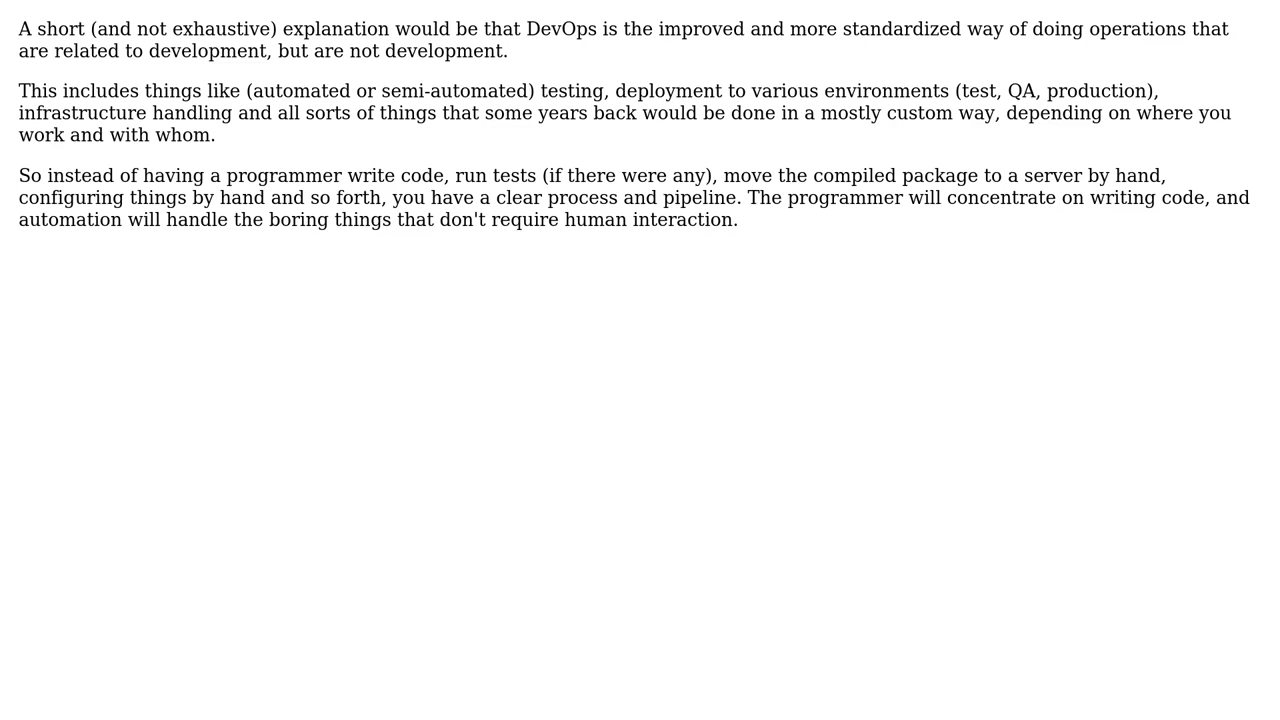 A short (and not exhaustive) explanation would be that DevOps is the improved and more standardized way of doing operations that
are related to development, but are not development.
This includes things like (automated or semi-automated) testing, deployment to various environments (test, QA, production),
infrastructure handling and all sorts of things that some years back would be done in a mostly custom way, depending on where you
work and with whom.
So instead of having a programmer write code, run tests (if there were any), move the compiled package to a server by hand,
configuring things by hand and so forth, you have a clear process and pipeline. The programmer will concentrate on writing code, and
automation will handle the boring things that don't require human interaction.